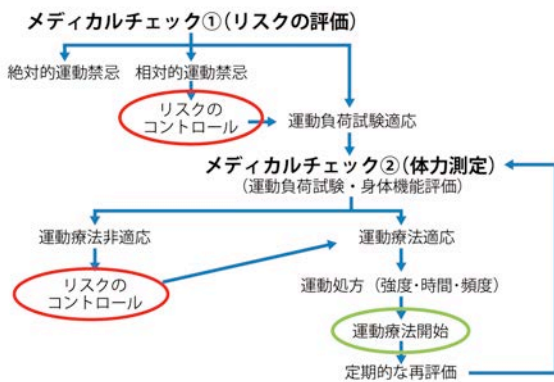 メディカルチェック①(リスクの評価)
絶対的運動禁忌
相対的運動禁忌
リスクの
コントロール
運動負荷試験適応
メディカルチェック②(体力測定)
(運動負荷試験・身体機能評価)
運動療法非適応
運動療法適応
リスクの
コントロール
運動処方（強度・時間・頻度）
運動療法開始
定期的な再評価